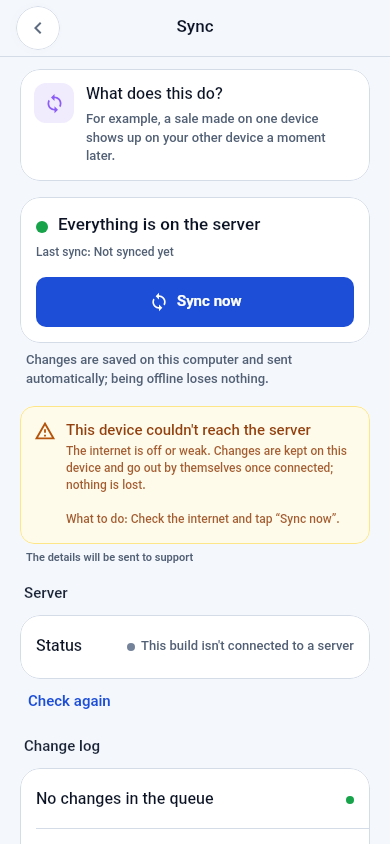 Sync
What does this do?
For example, a sale made on one device
shows up on your other device a moment
later.
Everything is on the server
Last sync: Not synced yet
Sync now
Changes are saved on this computer and sent
automatically; being offline loses nothing.
This device couldn't reach the server
The internet is off or weak. Changes are kept on this
device and go out by themselves once connected;
nothing is lost.
What to do: Check the internet and tap “Sync now”.
The details will be sent to support
Server
Status
This build isn't connected to a server
Check again
Change log
No changes in the queue